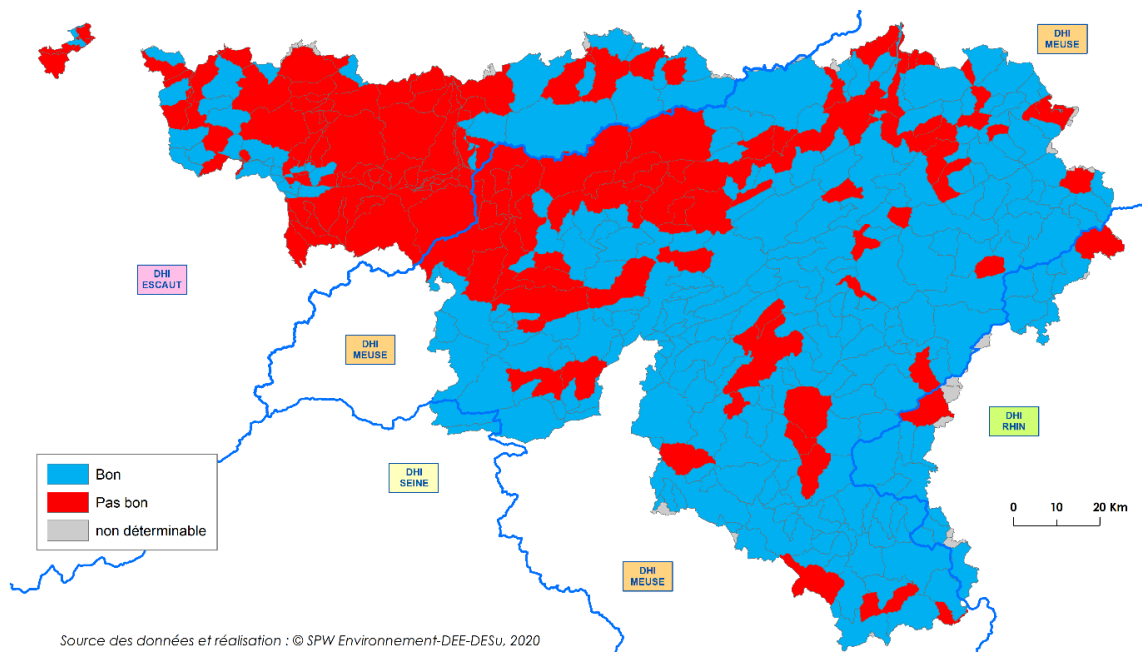 DHI
MEUSE
DHI
ESCAUT
DHI
MEUSE
DHI
RHIN
DHI
SEINE
Bon
Pas bon
non déterminable
0 10 20 Km
DHI
MEUSE
Source des données et réalisation : © SPW Environnement-DEE-DESu, 2020